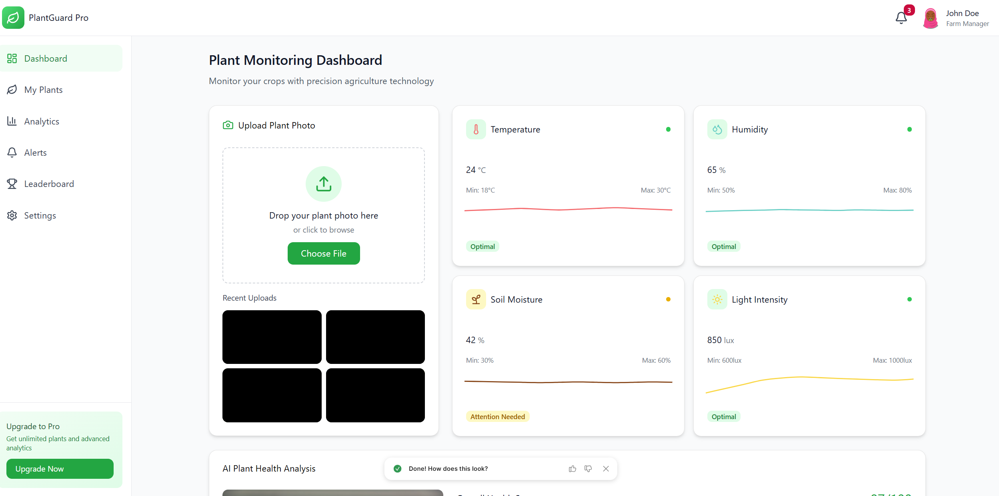 PlantGuard Pro
3
John Doe
Farm Manager
Dashboard
My Plants
Analytics
Alerts
Leaderboard
Settings
Upgrade to Pro
Get unlimited plants and advanced
analytics
Upgrade Now
Plant Monitoring Dashboard
Monitor your crops with precision agriculture technology
Upload Plant Photo
Drop your plant photo here
or click to browse
Choose File
Recent Uploads
Temperature
24 °C
Min: 18°C Max: 30°C
Optimal
Humidity
65 %
Min: 50% Max: 80%
Optimal
Soil Moisture
42 %
Min: 30% Max: 60%
Attention Needed
Light Intensity
850 lux
Min: 600lux Max: 1000lux
Optimal
AI Plant Health Analysis
Done! How does this look?